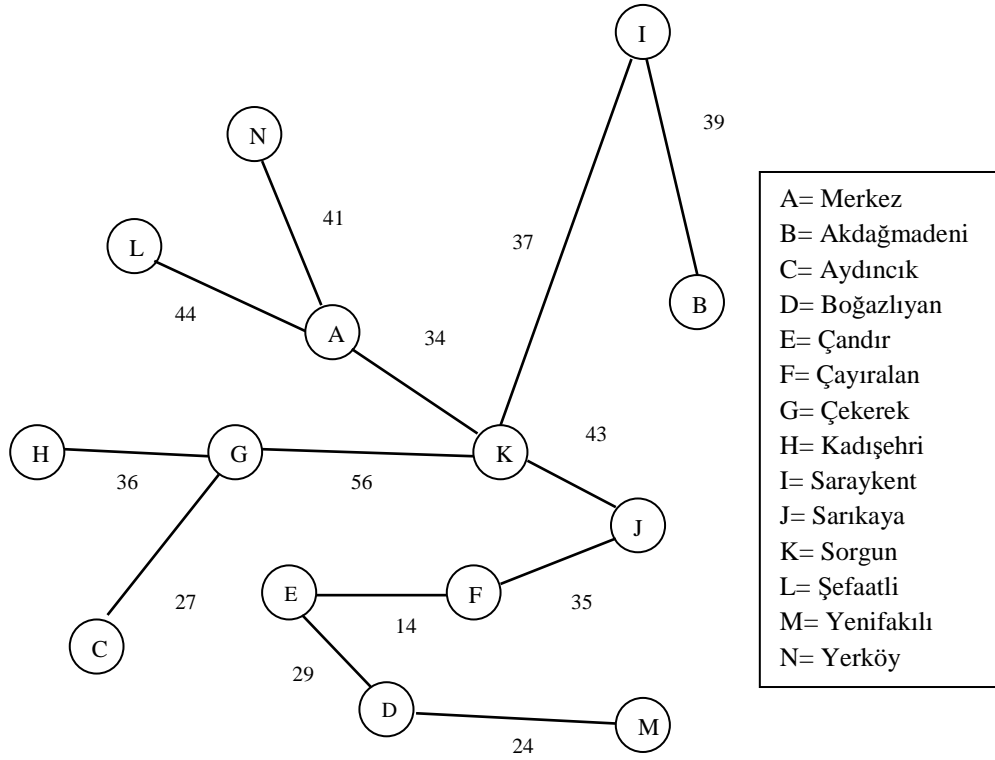 I
39
N
41
37
L
44
A
34
B
H
36
G
56
K
43
J
27
E
14
F
35
C
29
D
24
M
A= Merkez
B= Akdağmadeni
C= Aydıncık
D= Boğazlıyan
E= Çandır
F= Çayıralan
G= Çekerek
H= Kadışehri
I= Saraykent
J= Sarıkaya
K= Sorgun
L= Şefaatli
M= Yenifakılı
N= Yerköy